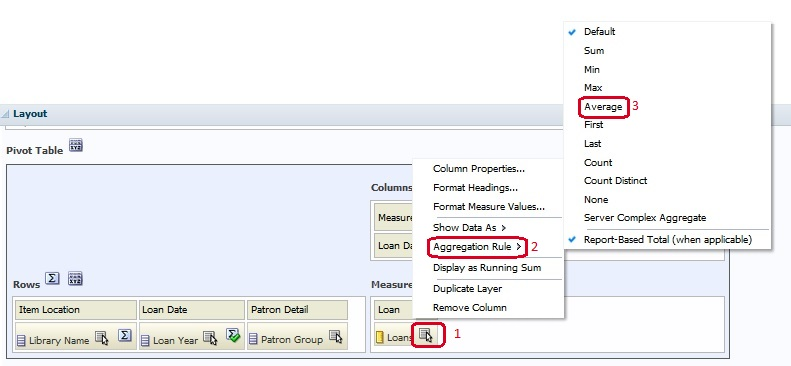 Default
Sum
Min
Max
Average 3
First
Last
Count
Count Distinct
None
Server Complex Aggregate
Report-Based Total (when applicable)
Layout
Pivot Table
Column Properties...
Format Headings...
Format Measure Values...
Show Data As >
Aggregation Rule > 2
Display as Running Sum
Duplicate Layer
Remove Column
Columns
Measure
Loan Da
Rows
Item Location Loan Date Patron Detail
Library Name Loan Year Patron Group
Measure
Loan
Loans 1